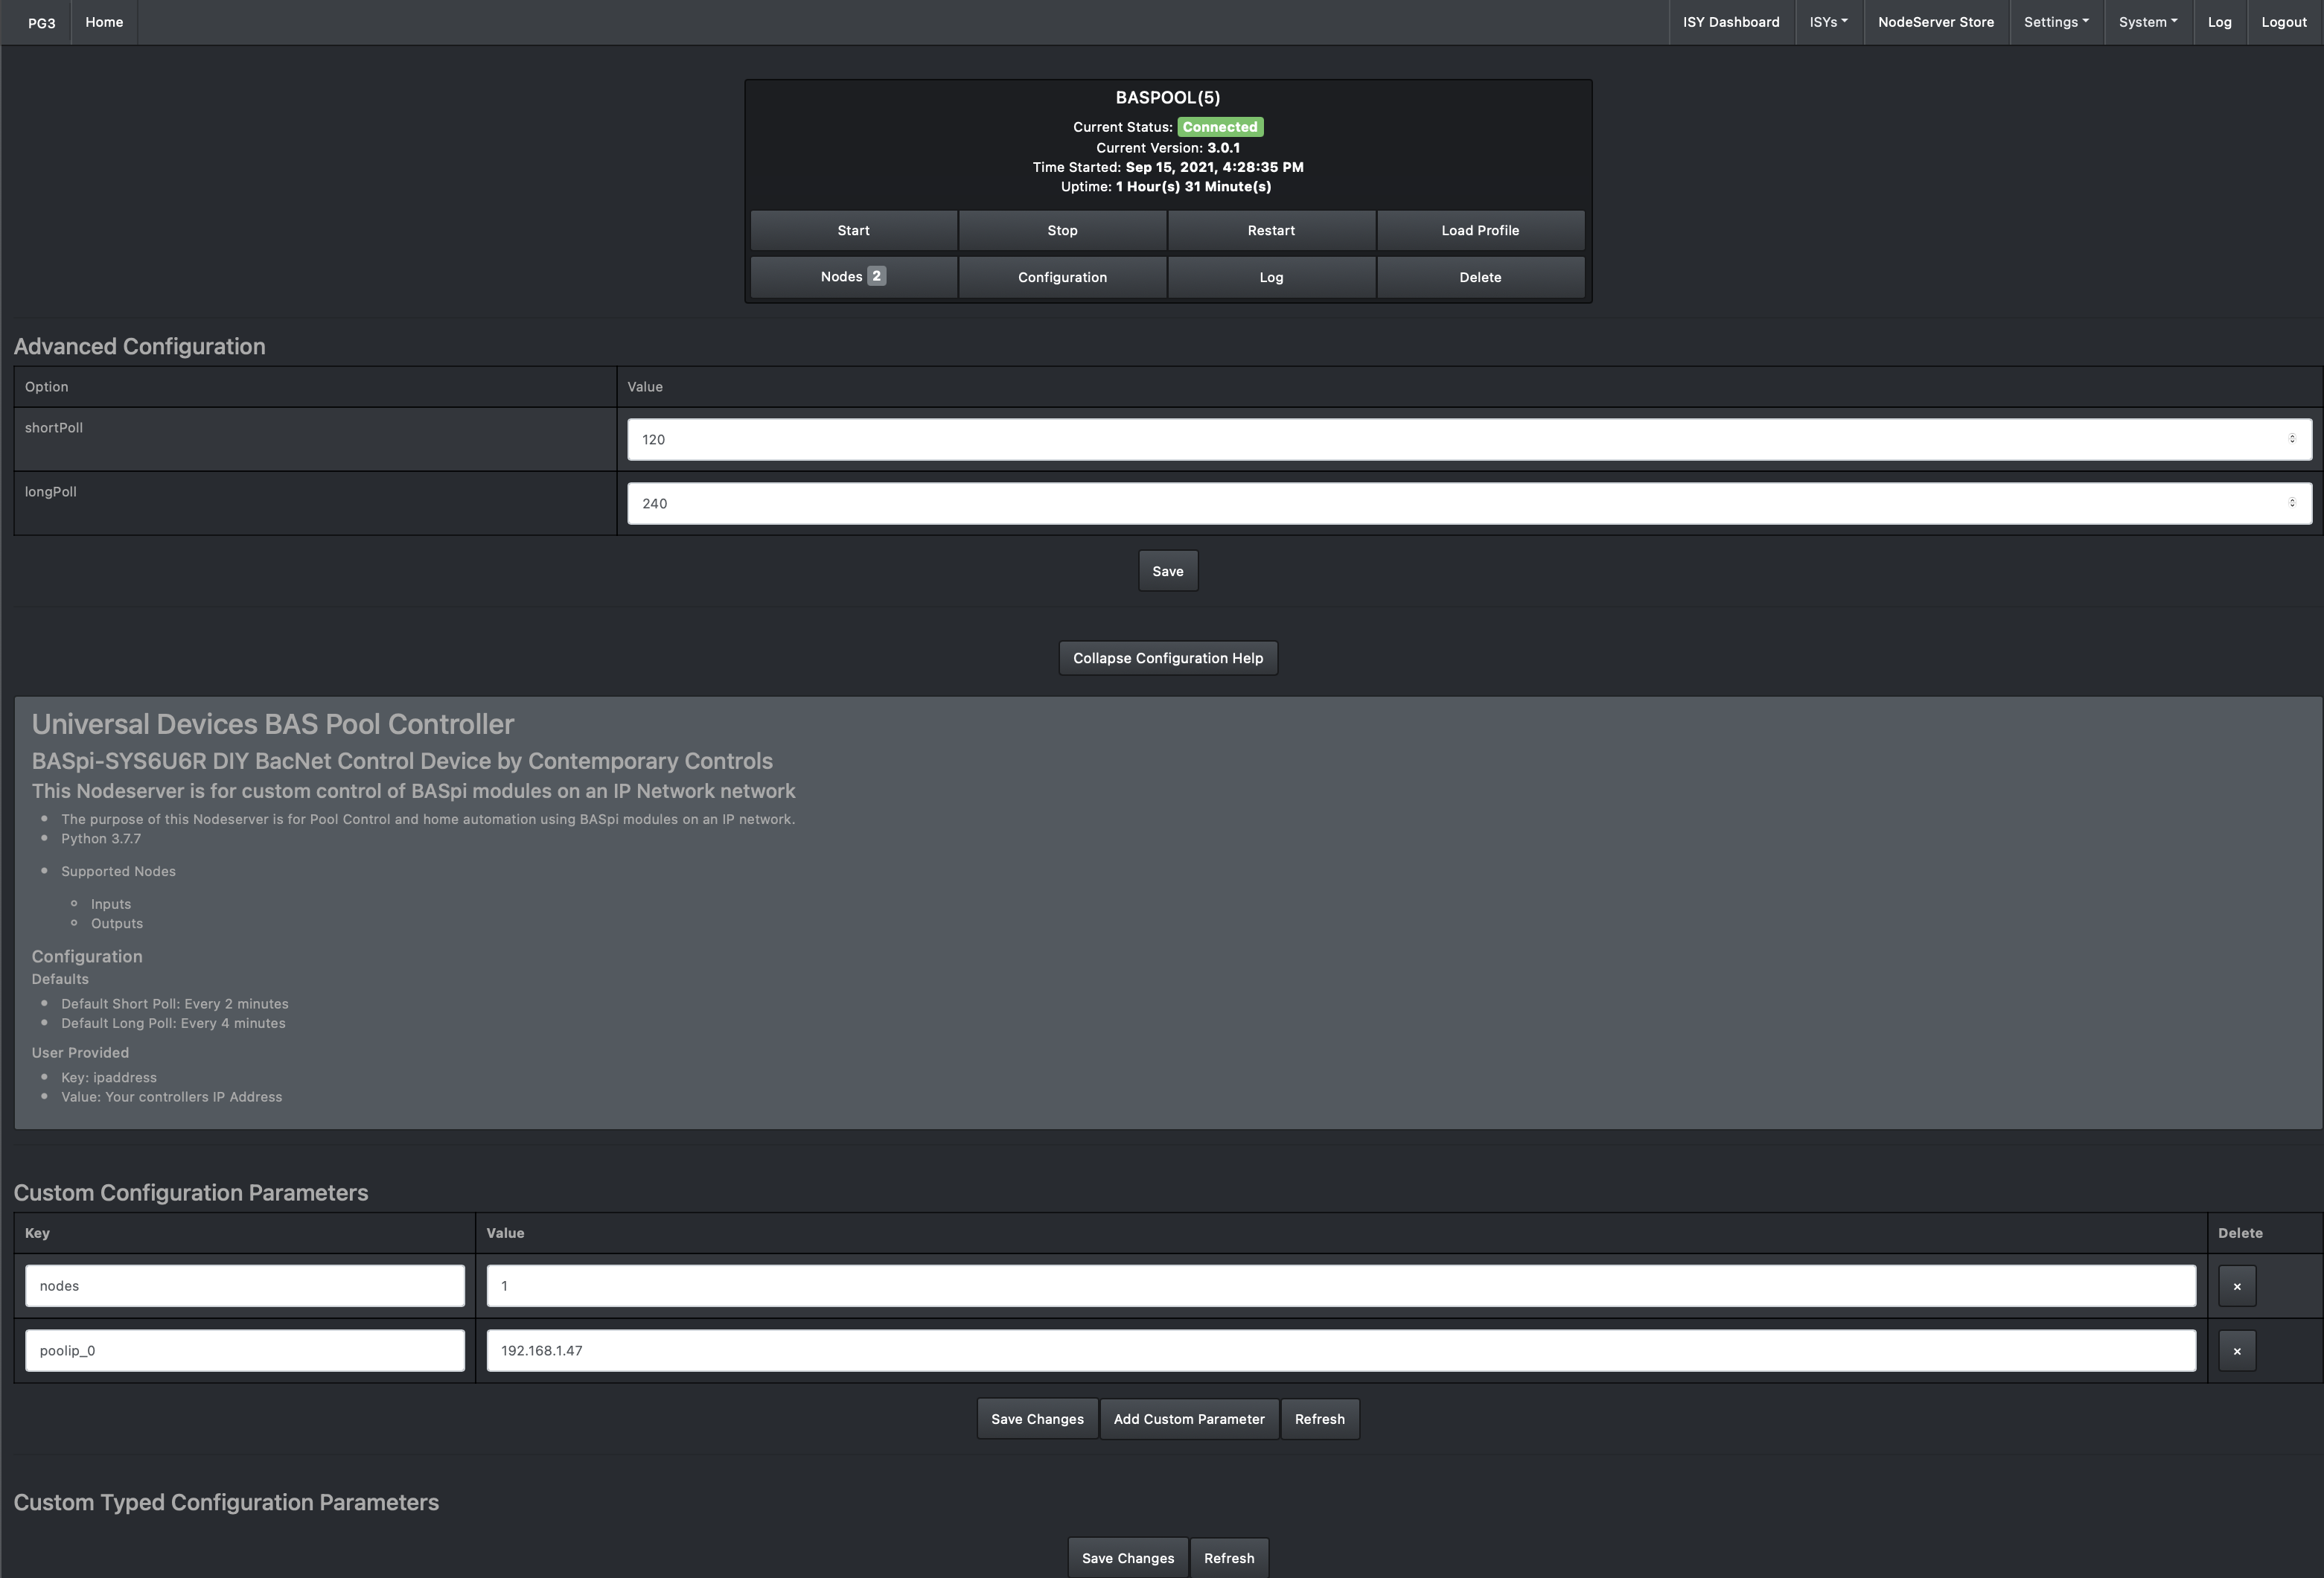 PG3 Home ISY Dashboard ISYs NodeServer Store Settings System Log Logout
BASPOOL(5)
Current Status: Connected
Current Version: 3.0.1
Time Started: Sep 15, 2021, 4:28:35 PM
Uptime: 1 Hour(s) 31 Minute(s)
Start Stop Restart Load Profile
Nodes 2 Configuration Log Delete
Advanced Configuration
Option Value
shortPoll 120
longPoll 240
Save
Collapse Configuration Help
Universal Devices BAS Pool Controller
BASpi-SYS6U6R DIY BacNet Control Device by Contemporary Controls
This Nodeserver is for custom control of BASpi modules on an IP Network network
The purpose of this Nodeserver is for Pool Control and home automation using BASpi modules on an IP network.
Python 3.7.7
Supported Nodes
Inputs
Outputs
Configuration
Defaults
Default Short Poll: Every 2 minutes
Default Long Poll: Every 4 minutes
User Provided
Key: ipaddress
Value: Your controllers IP Address
Custom Configuration Parameters
Key Value Delete
nodes 1 ×
poolip_0 192.168.1.47 ×
Save Changes Add Custom Parameter Refresh
Custom Typed Configuration Parameters
Save Changes Refresh